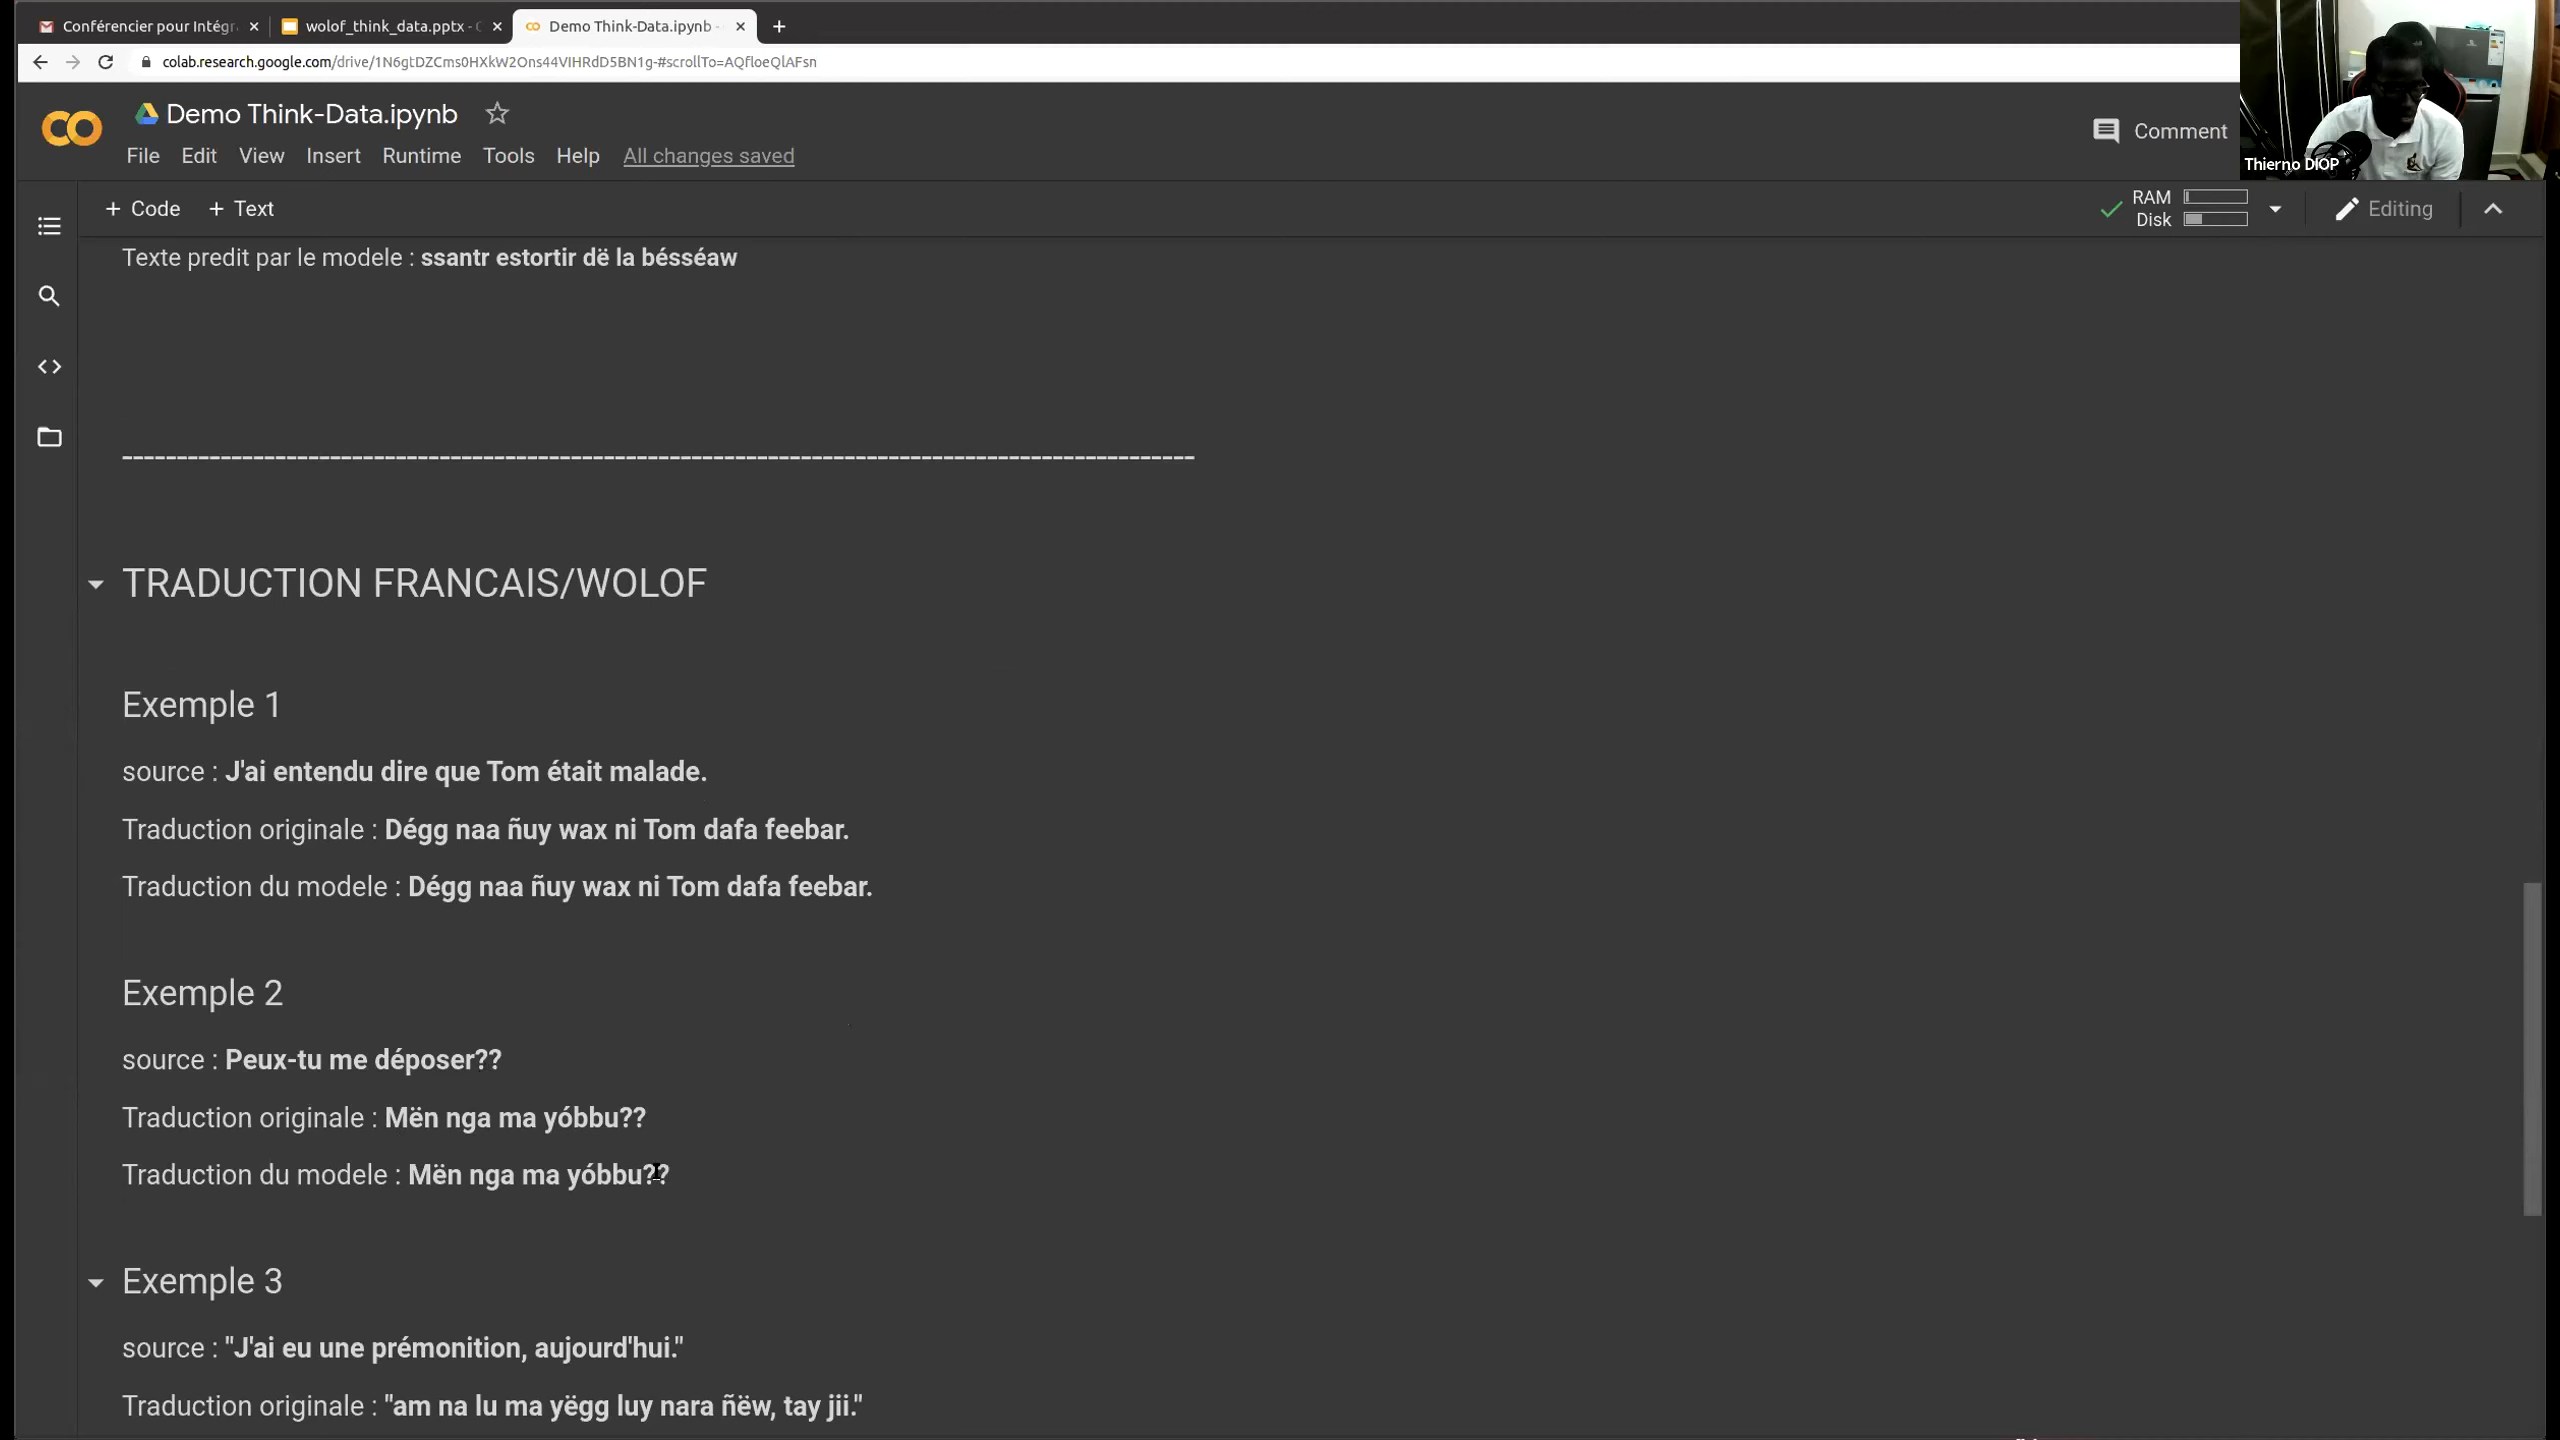 Conférencier pour Intégr
wolof_think_data.pptx - G
Demo Think-Data.ipynb -
colab.research.google.com/drive/1N6gtDZCms0HXkW2Ons44VIHRdD5BN1g-#scrollTo=AQfloeQlAFsn
Demo Think-Data.ipynb
Comment
File Edit View Insert Runtime Tools Help All changes saved
Thierno DIOP
+ Code + Text
RAM
Disk
Editing
Texte predit par le modele : ssantr estortir dë la bésséaw
TRADUCTION FRANCAIS/WOLOF
Exemple 1
source : J'ai entendu dire que Tom était malade.
Traduction originale : Dégg naa ñuy wax ni Tom dafa feebar.
Traduction du modele : Dégg naa ñuy wax ni Tom dafa feebar.
Exemple 2
source : Peux-tu me déposer??
Traduction originale : Mën nga ma yóbbu??
Traduction du modele : Mën nga ma yóbbu??
Exemple 3
source : "J'ai eu une prémonition, aujourd'hui."
Traduction originale : "am na lu ma yëgg luy nara ñëw, tay jii."